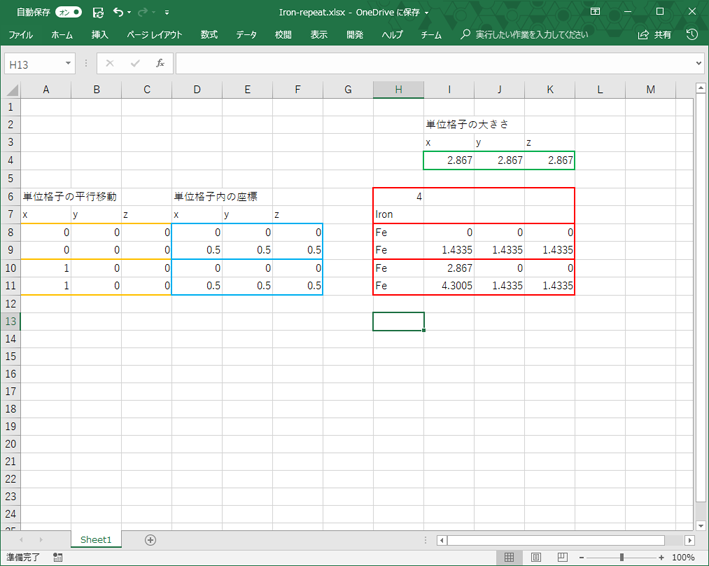 自動保存 オン Iron-repeat.xlsx - OneDrive に保存
ファイル ホーム 挿入 ページ レイアウト 数式 データ 校閲 表示 開発 ヘルプ チーム 実行したい作業を入力してください 共有
H13 fx
A B C D E F G H I J K L M
1
2 単位格子の大きさ
3 x y z
4 2.867 2.867 2.867
5
6 単位格子の平行移動 単位格子内の座標 4
7 x y z x y z Iron
8 0 0 0 0 0 0 Fe 0 0 0
9 0 0 0 0.5 0.5 0.5 Fe 1.4335 1.4335 1.4335
10 1 0 0 0 0 0 Fe 2.867 0 0
11 1 0 0 0.5 0.5 0.5 Fe 4.3005 1.4335 1.4335
12
13
14
15
16
17
18
19
20
21
22
23
24
25
Sheet1
準備完了 100%